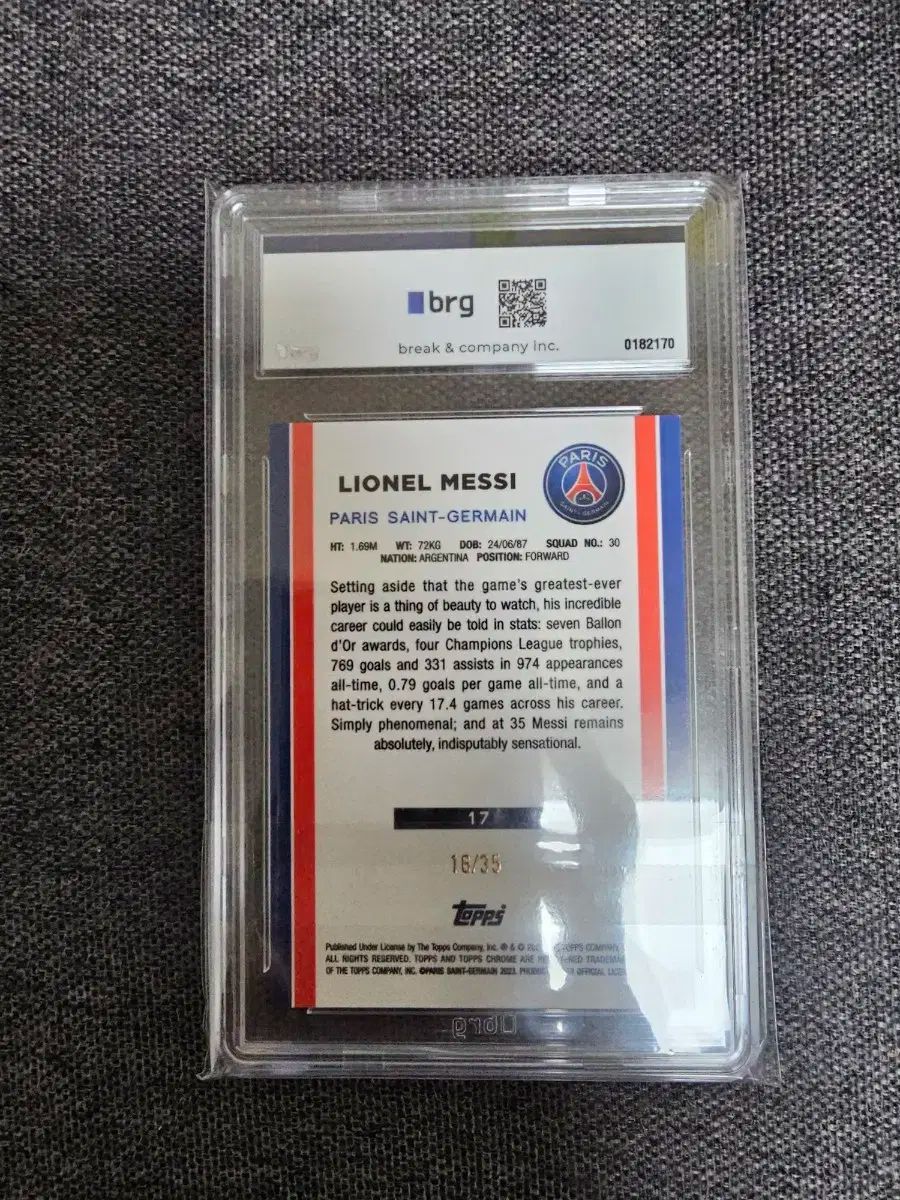 brg
break & company Inc.
0182170
LIONEL MESSI
PARIS
SAINT-GERMAIN
PARIS SAINT-GERMAIN
HT: 1.69M WT: 72KG DOB: 24/06/87 SQUAD NO.: 30
NATION: ARGENTINA POSITION: FORWARD
Setting aside that the game's greatest-ever
player is a thing of beauty to watch, his incredible
career could easily be told in stats: seven Ballon
d'Or awards, four Champions League trophies,
769 goals and 331 assists in 974 appearances
all-time, 0.79 goals per game all-time, and a
hat-trick every 17.4 games across his career.
Simply phenomenal; and at 35 Messi remains
absolutely, indisputably sensational.
17
16/35
topps
Published Under License by The Topps Company, Inc. ® & © TOPPS COMPANY,
ALL RIGHTS RESERVED. TOPPS AND TOPPS CHROME ARE
OF THE TOPPS COMPANY, INC. ©PARIS SAINT-GERMAIN 2023. OFFICIAL